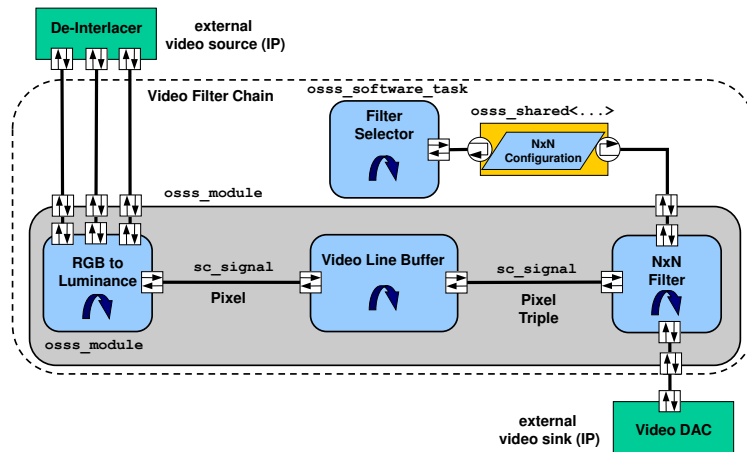 De-Interlacer
external
video source (IP)
Video Filter Chain
osss_software_task
Filter
Selector
osss_shared<...>
NxN
Configuration
osss_module
RGB to
Luminance
sc_signal
Pixel
Video Line Buffer
sc_signal
Pixel
Triple
NxN
Filter
osss_module
external
video sink (IP)
Video DAC